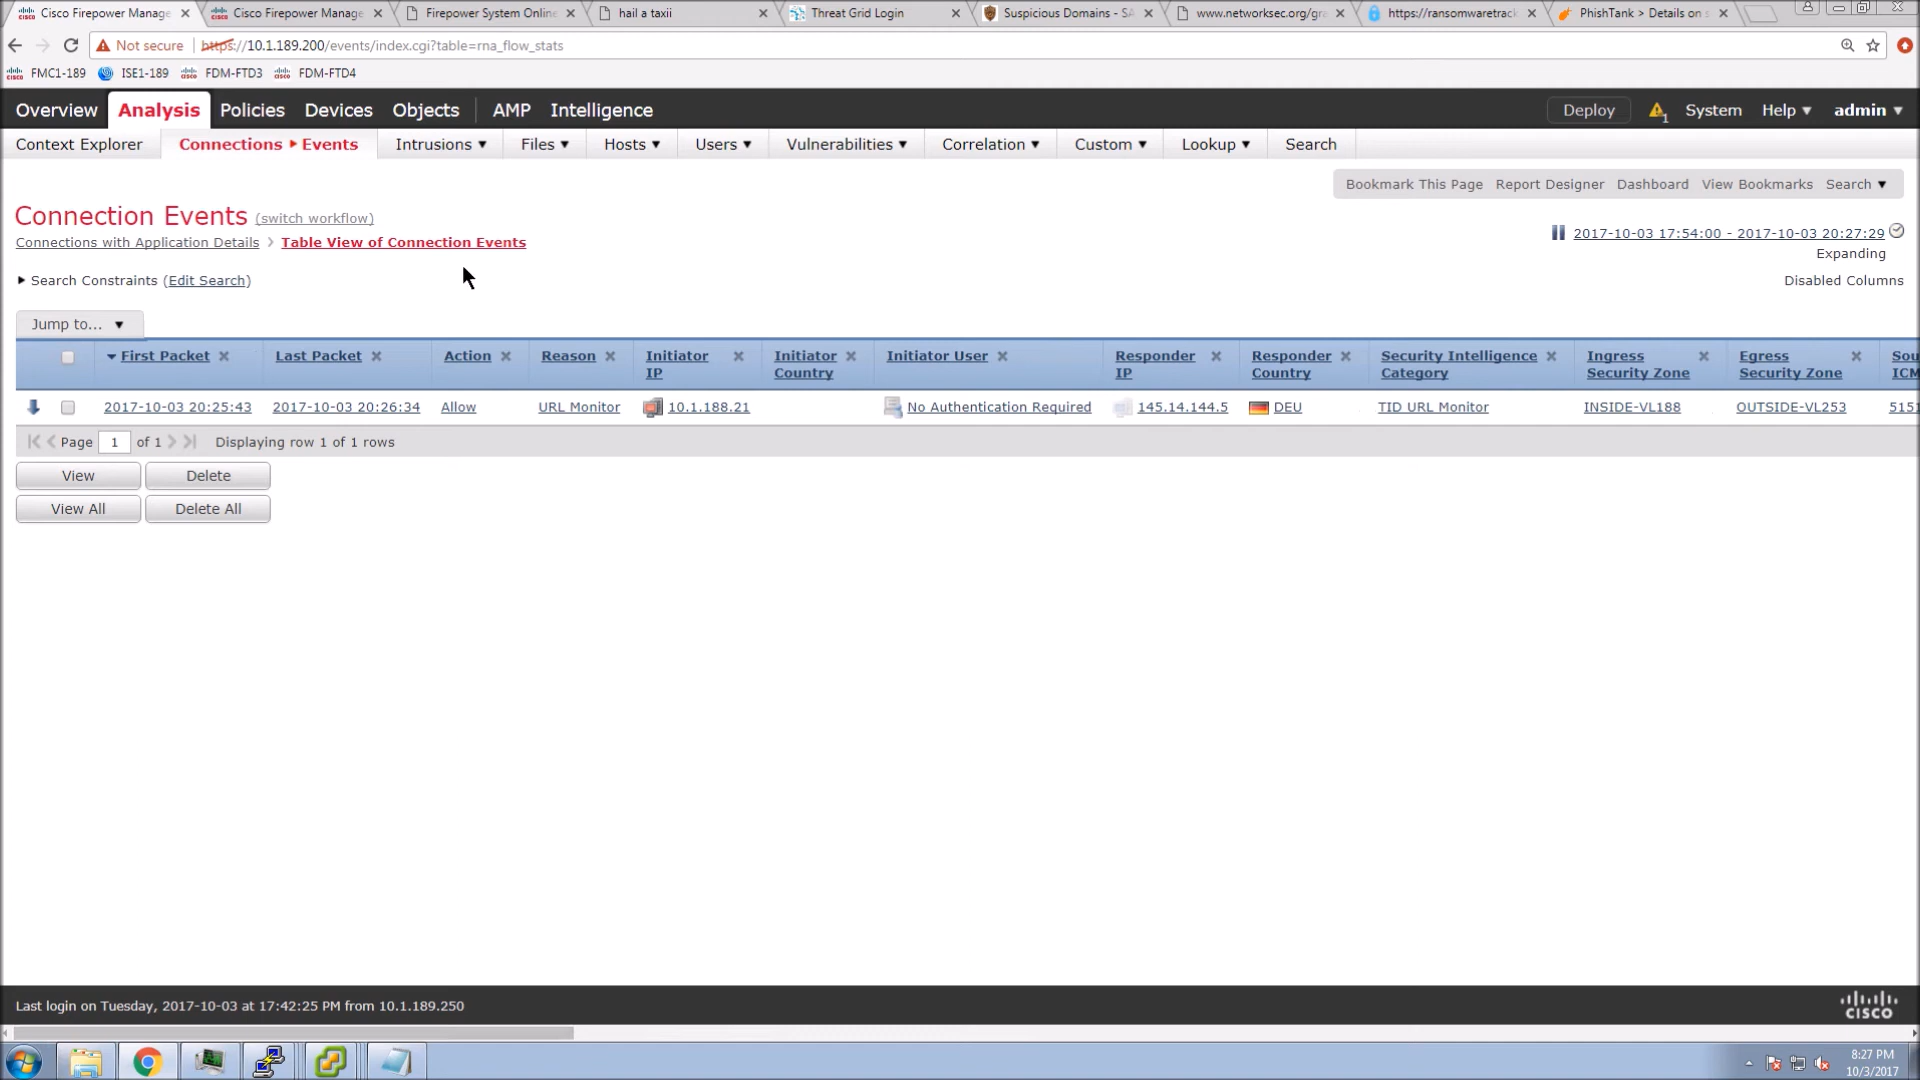 Cisco Firepower Manage
Cisco Firepower Manage
Firepower System Online
hail a taxii
Threat Grid Login
Suspicious Domains - SA
www.networksec.org/gra
https://ransomwaretrack
PhishTank > Details on s
Not secure https://10.1.189.200/events/index.cgi?table=rna_flow_stats
FMC1-189 ISE1-189 FDM-FTD3 FDM-FTD4
Overview Analysis Policies Devices Objects AMP Intelligence Deploy 1 System Help admin
Context Explorer Connections Events Intrusions Files Hosts Users Vulnerabilities Correlation Custom Lookup Search
Bookmark This Page Report Designer Dashboard View Bookmarks Search
Connection Events (switch workflow)
2017-10-03 17:54:00 - 2017-10-03 20:27:29
Connections with Application Details > Table View of Connection Events
Expanding
Search Constraints (Edit Search)
Disabled Columns
Jump to...
First Packet Last Packet Action Reason Initiator IP Initiator Country Initiator User Responder IP Responder Country Security Intelligence Category Ingress Security Zone Egress Security Zone Sou ICM
2017-10-03 20:25:43 2017-10-03 20:26:34 Allow URL Monitor 10.1.188.21 No Authentication Required 145.14.144.5 DEU TID URL Monitor INSIDE-VL188 OUTSIDE-VL253 5151
Page 1 of 1 Displaying row 1 of 1 rows
View Delete
View All Delete All
Last login on Tuesday, 2017-10-03 at 17:42:25 PM from 10.1.189.250
CISCO
8:27 PM
10/3/2017